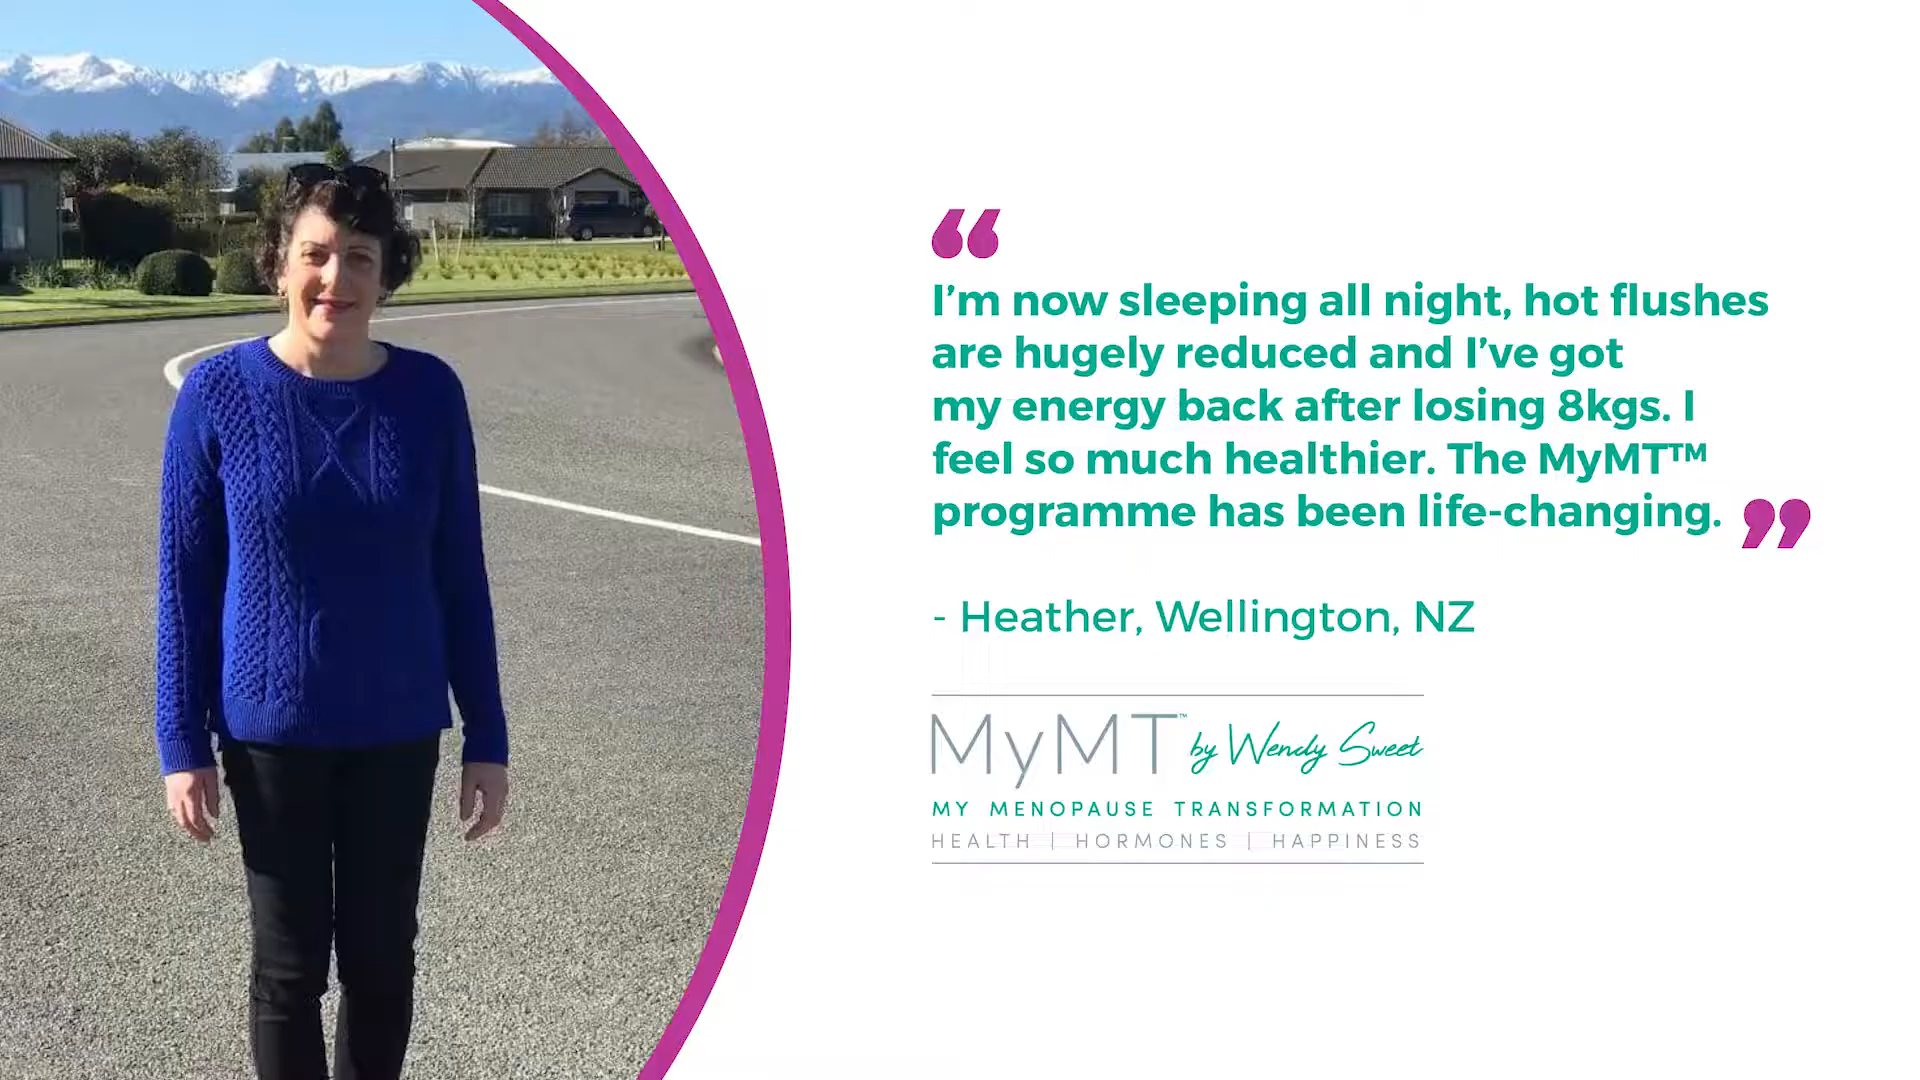 “
I’m now sleeping all night, hot flushes
are hugely reduced and I’ve got
my energy back after losing 8kgs. I
feel so much healthier. The MyMT™
programme has been life-changing. ”
- Heather, Wellington, NZ
MyMT™ by Wendy Sweet
MY MENOPAUSE TRANSFORMATION
HEALTH | HORMONES | HAPPINESS